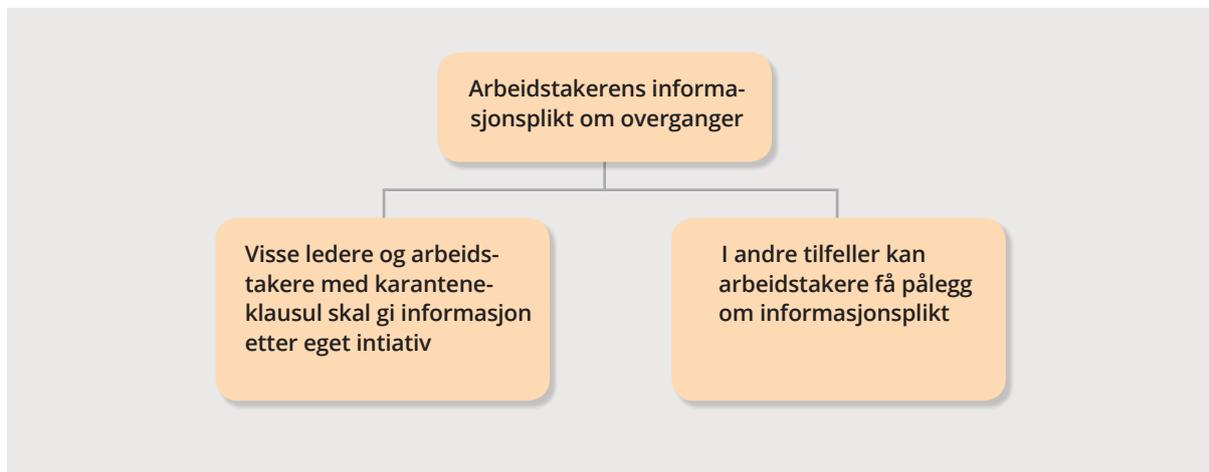 Arbeidstakerens informa-
sjonsplikt om overganger
Visse ledere og arbeids-
takere med karantene-
klausul skal gi informasjon
etter eget intiativ
I andre tilfeller kan
arbeidstakere få pålegg
om informasjonsplikt